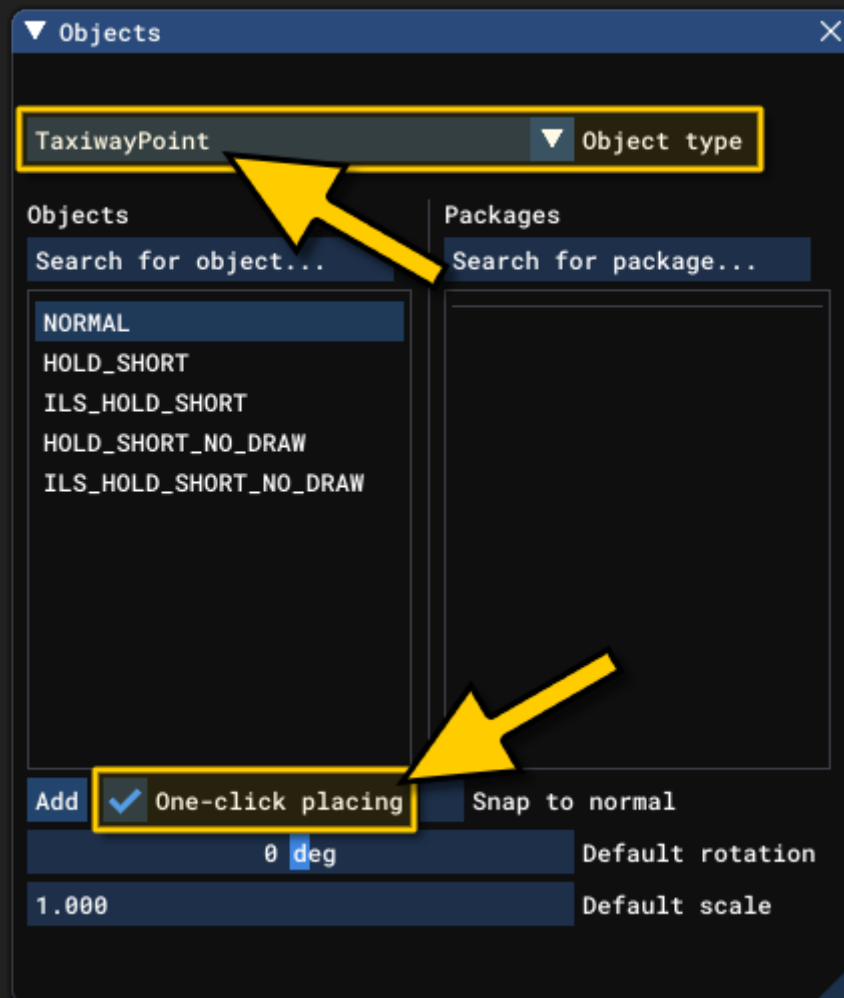 Objects
TaxiwayPoint Object type
Objects Packages
Search for object... Search for package...
NORMAL
HOLD_SHORT
ILS_HOLD_SHORT
HOLD_SHORT_NO_DRAW
ILS_HOLD_SHORT_NO_DRAW
Add One-click placing Snap to normal
0 deg Default rotation
1.000 Default scale